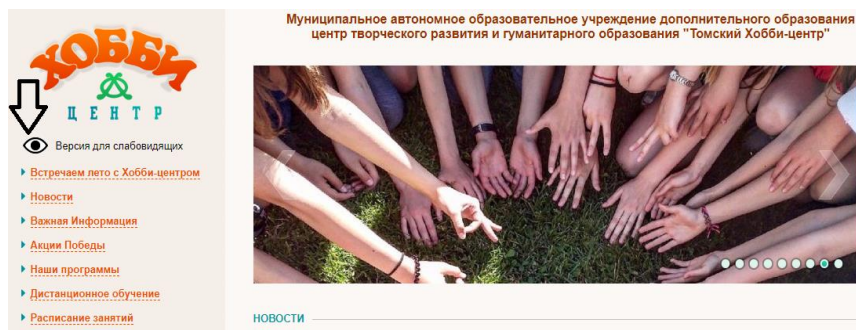 Муниципальное автономное образовательное учреждение дополнительного образования
центр творческого развития и гуманитарного образования "Томский Хобби-центр"
ХОББИ
ЦЕНТР
Версия для слабовидящих
Встречаем лето с Хобби-центром
Новости
Важная Информация
Акции Победы
Наши программы
Дистанционное обучение
Расписание занятий
НОВОСТИ